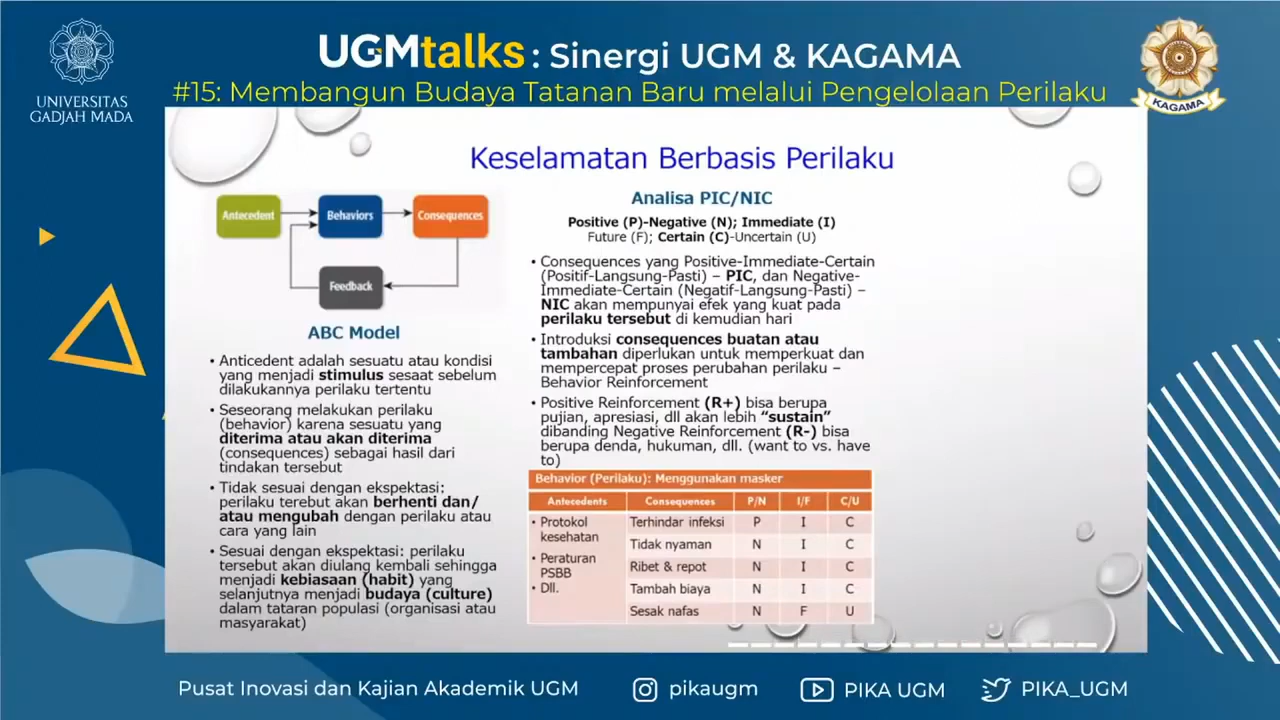 UNIVERSITAS
GADJAH MADA
UGMtalks : Sinergi UGM & KAGAMA
#15: Membangun Budaya Tatanan Baru melalui Pengelolaan Perilaku
KAGAMA
Keselamatan Berbasis Perilaku
Antecedent
Behaviors
Consequences
Feedback
ABC Model
• Anticedent adalah sesuatu atau kondisi
yang menjadi stimulus sesaat sebelum
dilakukannya perilaku tertentu
• Seseorang melakukan perilaku
(behavior) karena sesuatu yang
diterima atau akan diterima
(consequences) sebagai hasil dari
tindakan tersebut
• Tidak sesuai dengan ekspektasi:
perilaku terebut akan berhenti dan/
atau mengubah dengan perilaku atau
cara yang lain
• Sesuai dengan ekspektasi: perilaku
tersebut akan diulang kembali sehingga
menjadi kebiasaan (habit) yang
selanjutnya menjadi budaya (culture)
dalam tataran populasi (organisasi atau
masyarakat)
Analisa PIC/NIC
Positive (P)-Negative (N); Immediate (I)
Future (F); Certain (C)-Uncertain (U)
• Consequences yang Positive-Immediate-Certain
(Positif-Langsung-Pasti) – PIC, dan Negative-
Immediate-Certain (Negatif-Langsung-Pasti) –
NIC akan mempunyai efek yang kuat pada
perilaku tersebut di kemudian hari
• Introduksi consequences buatan atau
tambahan diperlukan untuk memperkuat dan
mempercepat proses perubahan perilaku –
Behavior Reinforcement
• Positive Reinforcement (R+) bisa berupa
pujian, apresiasi, dll akan lebih “sustain”
dibanding Negative Reinforcement (R-) bisa
berupa denda, hukuman, dll. (want to vs. have
to)
Behavior (Perilaku): Menggunakan masker
Antecedents Consequences P/N I/F C/U
• Protokol
kesehatan
• Peraturan
PSBB
• Dll.
Terhindar infeksi P I C
Tidak nyaman N I C
Ribet & repot N I C
Tambah biaya N I C
Sesak nafas N F U
Pusat Inovasi dan Kajian Akademik UGM
pikaugm
PIKA UGM
PIKA_UGM